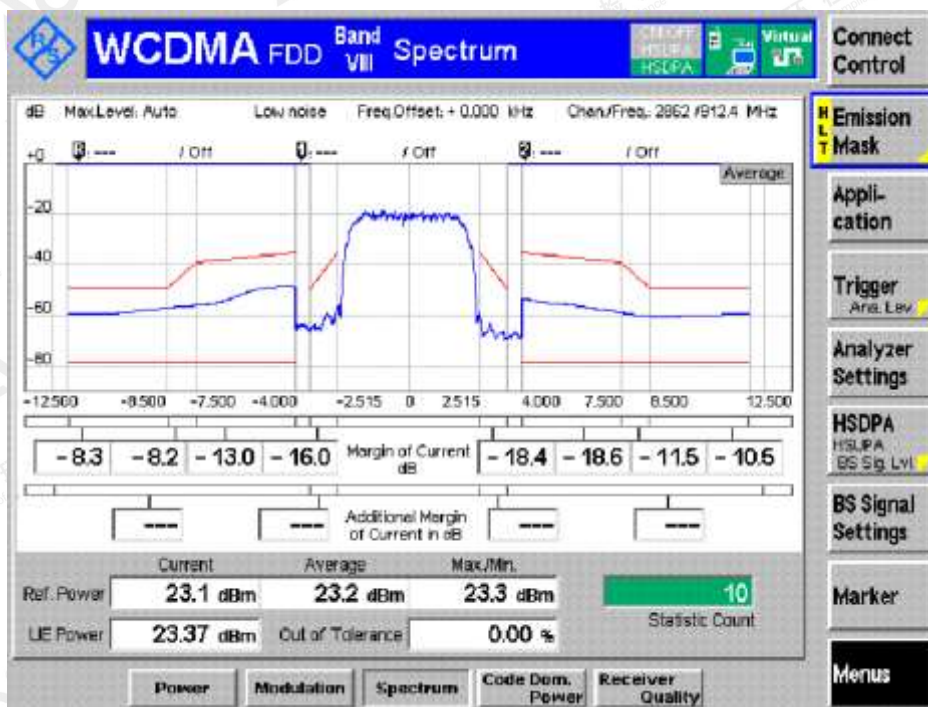 R S
WCDMA FDD Band VIII Spectrum
HSUPA
HSDPA
Virtual
Connect Control
dB Max.Level: Auto Low noise Freq.Offset: + 0.000 kHz Chan./Freq.: 2862 / 912.4 MHz
+0 --- / Off --- / Off --- / Off
Average
-20
-40
-60
-80
-12.500 -8.500 -7.500 -4.000 -2.515 0 2.515 4.000 7.500 8.500 12.500
- 8.3 - 8.2 - 13.0 - 16.0 Margin of Current dB - 18.4 - 18.6 - 11.5 - 10.6
--- --- Additional Margin of Current in dB --- ---
Current Average Max./Min.
Ref. Power 23.1 dBm 23.2 dBm 23.3 dBm 10
Statistic Count
UE Power 23.37 dBm Out of Tolerance 0.00 %
Power Modulation Spectrum Code Dom. Power Receiver Quality
H L T Emission Mask
Appli-
cation
Trigger
Ana. Lev.
Analyzer
Settings
HSDPA
HSUPA
BS Sig. Lvl.
BS Signal
Settings
Marker
Menus